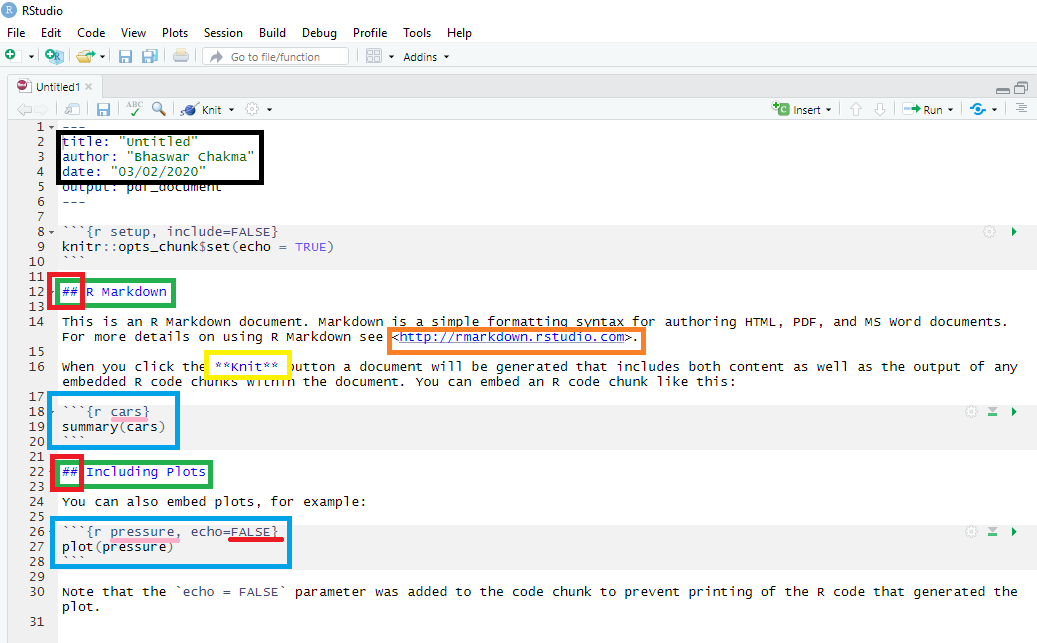 RStudio
File Edit Code View Plots Session Build Debug Profile Tools Help
Go to file/function Addins
Untitled1
ABC Knit Insert Run
1 ---
2 title: "Untitled"
3 author: "Bhaswar Chakma"
4 date: "03/02/2020"
5 output: pdf_document
6 ---
7
8 ```{r setup, include=FALSE}
9 knitr::opts_chunk$set(echo = TRUE)
10 ```
11
12 ## R Markdown
13
14 This is an R Markdown document. Markdown is a simple formatting syntax for authoring HTML, PDF, and MS Word documents.
For more details on using R Markdown see <http://rmarkdown.rstudio.com>.
15
16 When you click the **Knit** button a document will be generated that includes both content as well as the output of any
embedded R code chunks within the document. You can embed an R code chunk like this:
17
18 ```{r cars}
19 summary(cars)
20 ```
21
22 ## Including Plots
23
24 You can also embed plots, for example:
25
26 ```{r pressure, echo=FALSE}
27 plot(pressure)
28 ```
29
30 Note that the `echo = FALSE` parameter was added to the code chunk to prevent printing of the R code that generated the
plot.
31